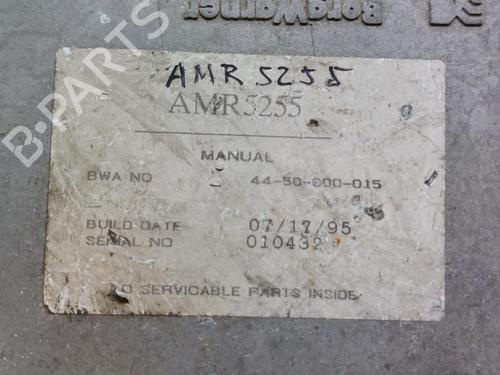 BorgWarner
AMR 5255
AMR5255
MANUAL
BWA NO 44-50-000-015
BUILD DATE 07/17/95
SERIAL NO 010432
NO SERVICABLE PARTS INSIDE
B-PARTS